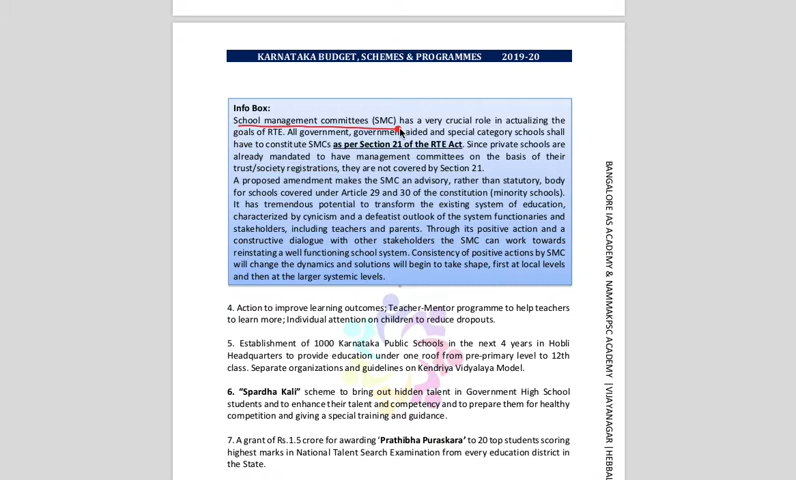 KARNATAKA BUDGET, SCHEMES & PROGRAMMES 2019-20
Info Box:
School management committees (SMC) has a very crucial role in actualizing the
goals of RTE. All government, government aided and special category schools shall
have to constitute SMCs as per Section 21 of the RTE Act. Since private schools are
already mandated to have management committees on the basis of their
trust/society registrations, they are not covered by Section 21.
A proposed amendment makes the SMC an advisory, rather than statutory, body
for schools covered under Article 29 and 30 of the constitution (minority schools).
It has tremendous potential to transform the existing system of education,
characterized by cynicism and a defeatist outlook of the system functionaries and
stakeholders, including teachers and parents. Through its positive action and a
constructive dialogue with other stakeholders the SMC can work towards
reinstating a well functioning school system. Consistency of positive actions by SMC
will change the dynamics and solutions will begin to take shape, first at local levels
and then at the larger systemic levels.
4. Action to improve learning outcomes; Teacher-Mentor programme to help teachers
to learn more; Individual attention on children to reduce dropouts.
5. Establishment of 1000 Karnataka Public Schools in the next 4 years in Hobli
Headquarters to provide education under one roof from pre-primary level to 12th
class. Separate organizations and guidelines on Kendriya Vidyalaya Model.
6. “Spardha Kali” scheme to bring out hidden talent in Government High School
students and to enhance their talent and competency and to prepare them for healthy
competition and giving a special training and guidance.
7. A grant of Rs.1.5 crore for awarding ‘Prathibha Puraskara’ to 20 top students scoring
highest marks in National Talent Search Examination from every education district in
the State.
BANGALORE IAS ACADEMY & NAMMAKPSC ACADEMY |VIJAYANAGAR |HEBBAL